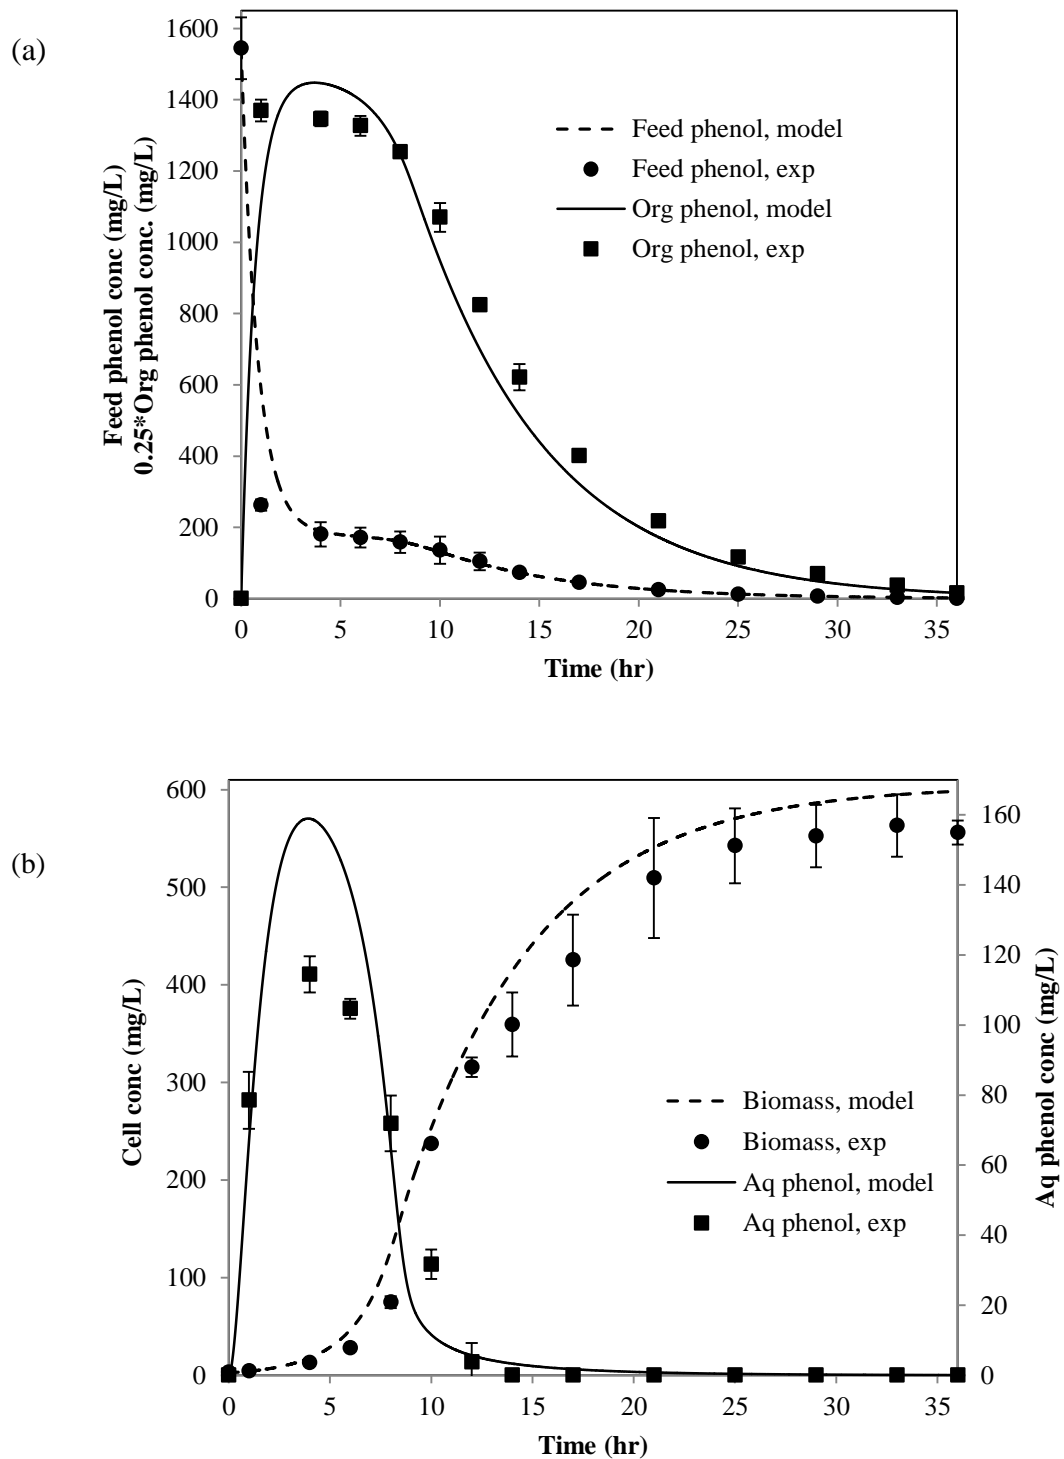 (a)
1600
1400
1200
1000
800
600
400
200
0
Feed phenol conc (mg/L)
0.25*Org phenol conc. (mg/L)
Feed phenol, model
Feed phenol, exp
Org phenol, model
Org phenol, exp
0 5 10 15 20 25 30 35
Time (hr)
(b)
600
500
400
300
200
100
0
Cell conc (mg/L)
160
140
120
100
80
60
40
20
0
Aq phenol conc (mg/L)
Biomass, model
Biomass, exp
Aq phenol, model
Aq phenol, exp
0 5 10 15 20 25 30 35
Time (hr)